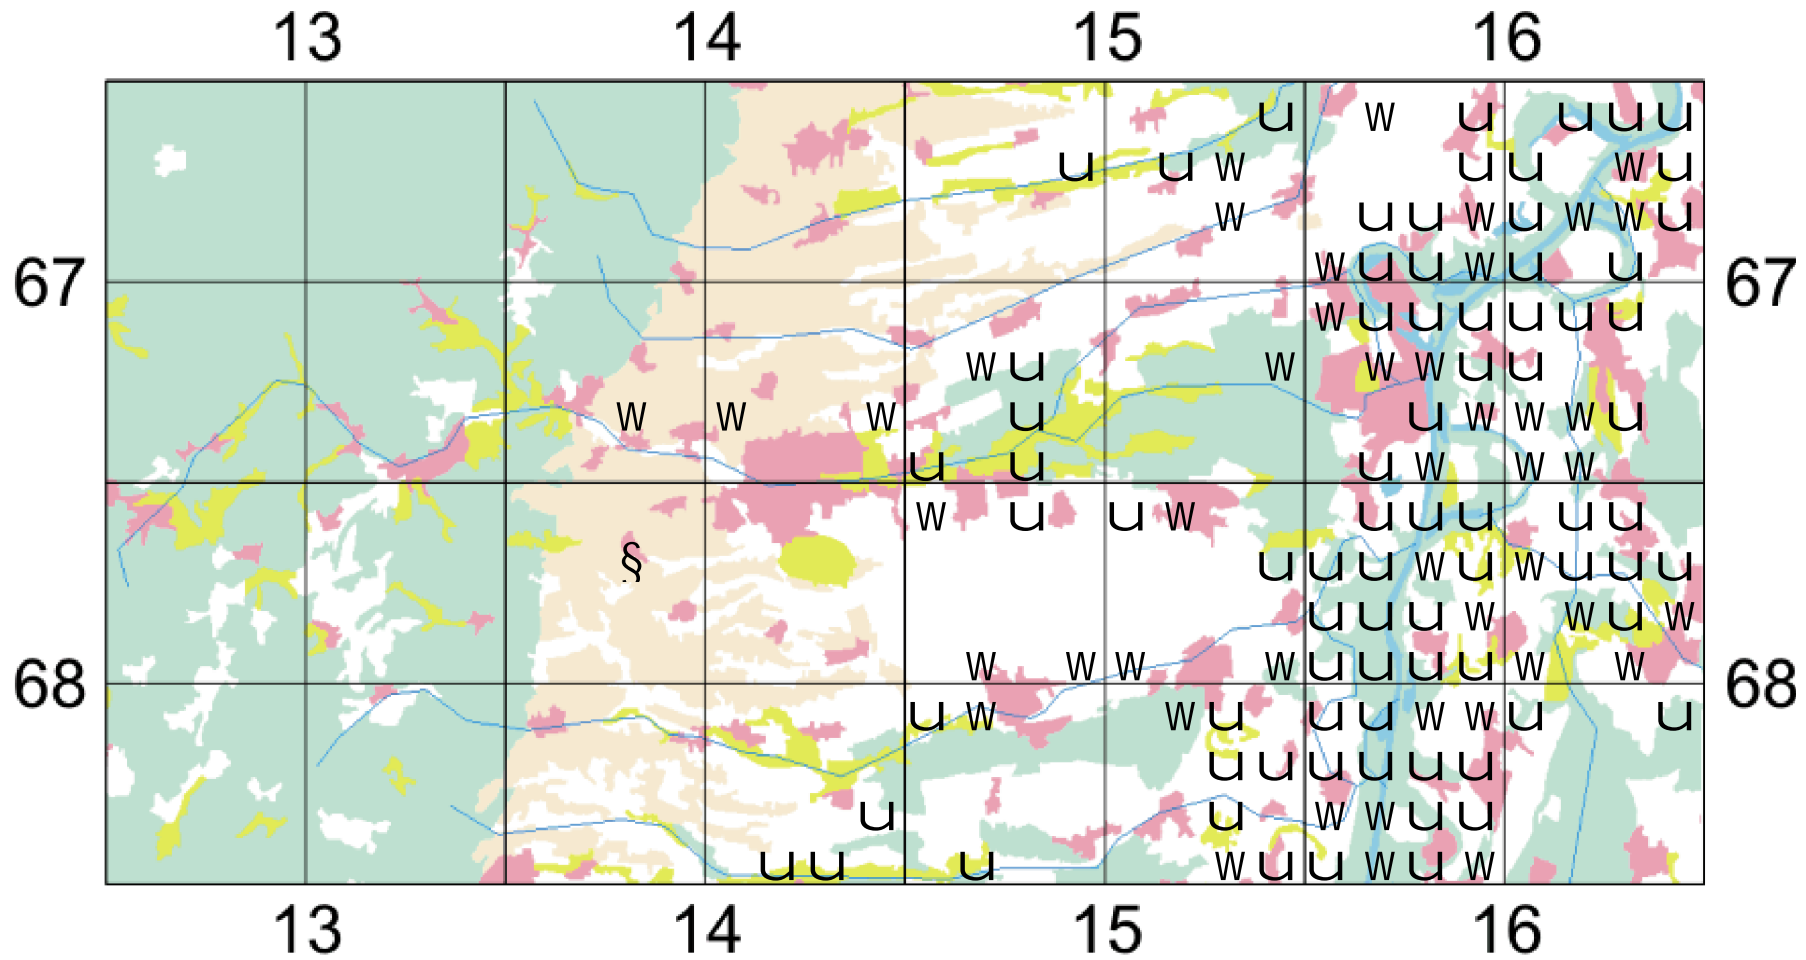 13 14 15 16
u w u u u u
u u w u u w u
w u u w u w w u
67 w u u w u u 67
w u u u u u u
w u w w w u u
w w w u u w w w u
u u u w w w
w u u w u u u u u
§ u u u w u w u u u
u u u w w u w
68 w w w w u u u u w w 68
u w w u u u w w u u
u u u u u u
u u w w u u
u u u w u u w u w
13 14 15 16